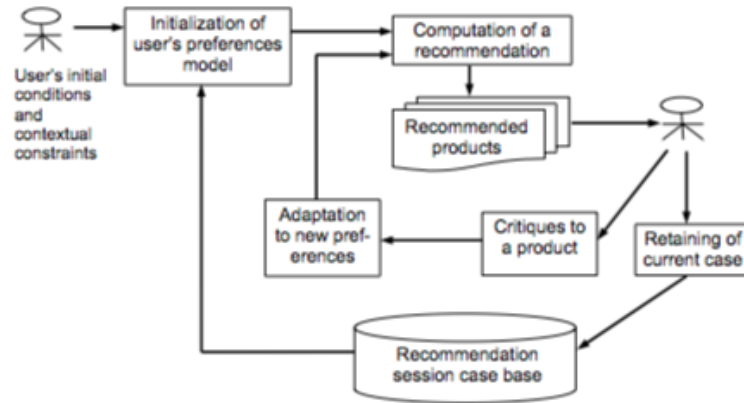 Initialization of
user's preferences
model
Computation of a
recommendation
User's initial
conditions
and
contextual
constraints
Recommended
products
Adaptation
to new pref-
erences
Critiques to
a product
Retaining of
current case
Recommendation
session case base